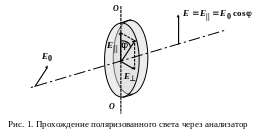 O
E = E|| = E0 cosφ
E0
E|| φ
E⊥
O
Рис. 1. Прохождение поляризованного света через анализатор